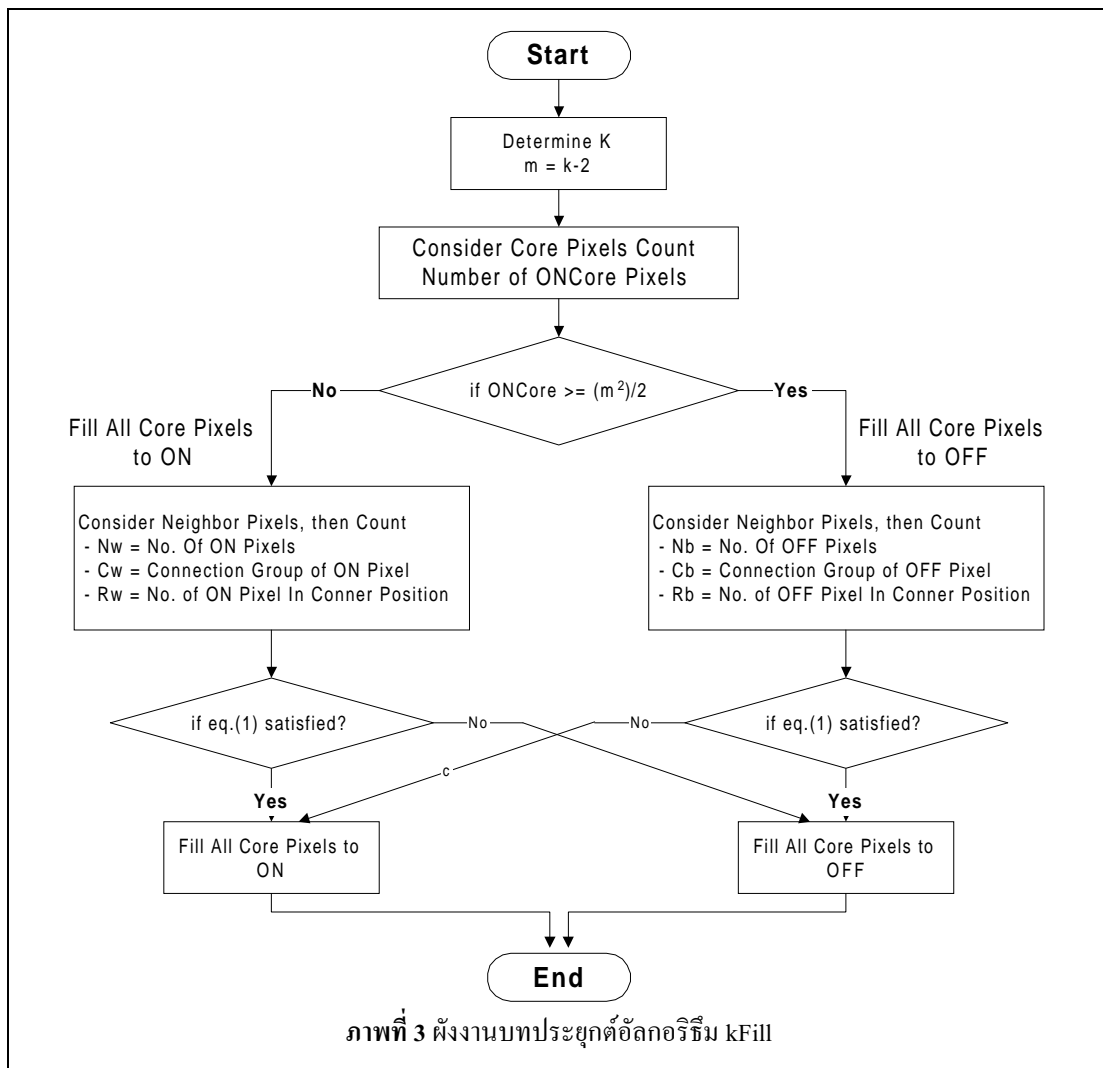 Start
Determine K
m = k-2
Consider Core Pixels Count
Number of ONCore Pixels
if ONCore >= (m²)/2
No
Yes
Fill All Core Pixels
to ON
Fill All Core Pixels
to OFF
Consider Neighbor Pixels, then Count
- Nw = No. Of ON Pixels
- Cw = Connection Group of ON Pixel
- Rw = No. of ON Pixel In Conner Position
Consider Neighbor Pixels, then Count
- Nb = No. Of OFF Pixels
- Cb = Connection Group of OFF Pixel
- Rb = No. of OFF Pixel In Conner Position
if eq.(1) satisfied?
No
No
if eq.(1) satisfied?
c
Yes
Yes
Fill All Core Pixels to
ON
Fill All Core Pixels to
OFF
End
ภาพที่ 3 ผังงานบทประยุกต์อัลกอริธึม kFill